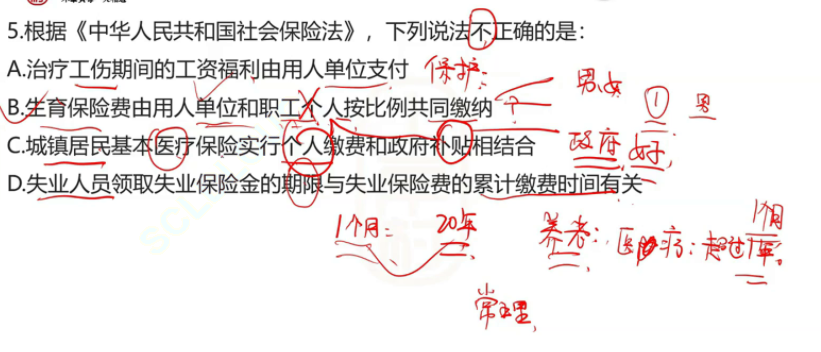 5.根据《中华人民共和国社会保险法》，下列说法不正确的是：
A.治疗工伤期间的工资福利由用人单位支付 保护：
男女
B.生育保险费由用人单位和职工个人按比例共同缴纳 ? ① 男
C.城镇居民基本医疗保险实行个人缴费和政府补贴相结合 政府，好，
D.失业人员领取失业保险金的期限与失业保险费的累计缴费时间有关
1个月： 20年 养老：，医疗：超过1年。 1个月
常理，